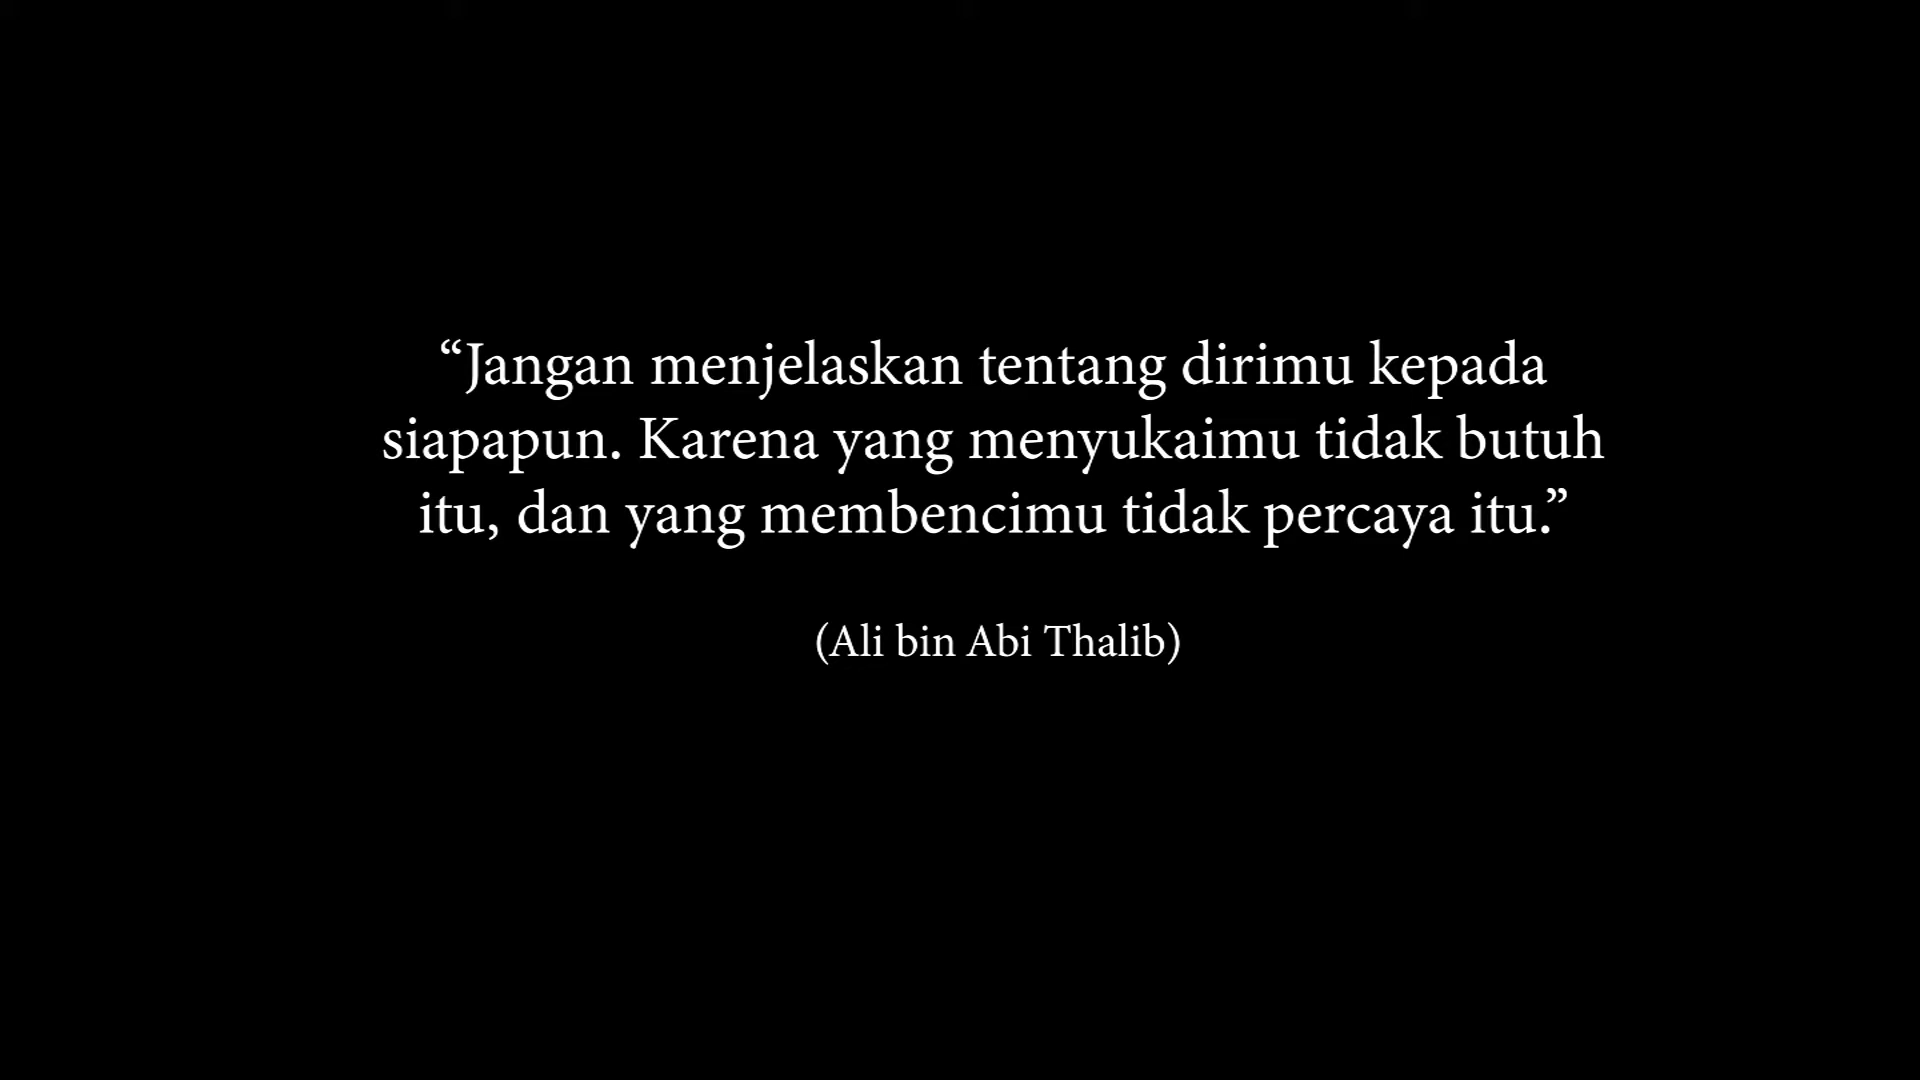 “Jangan menjelaskan tentang dirimu kepada
siapapun. Karena yang menyukaimu tidak butuh
itu, dan yang membencimu tidak percaya itu.”
(Ali bin Abi Thalib)